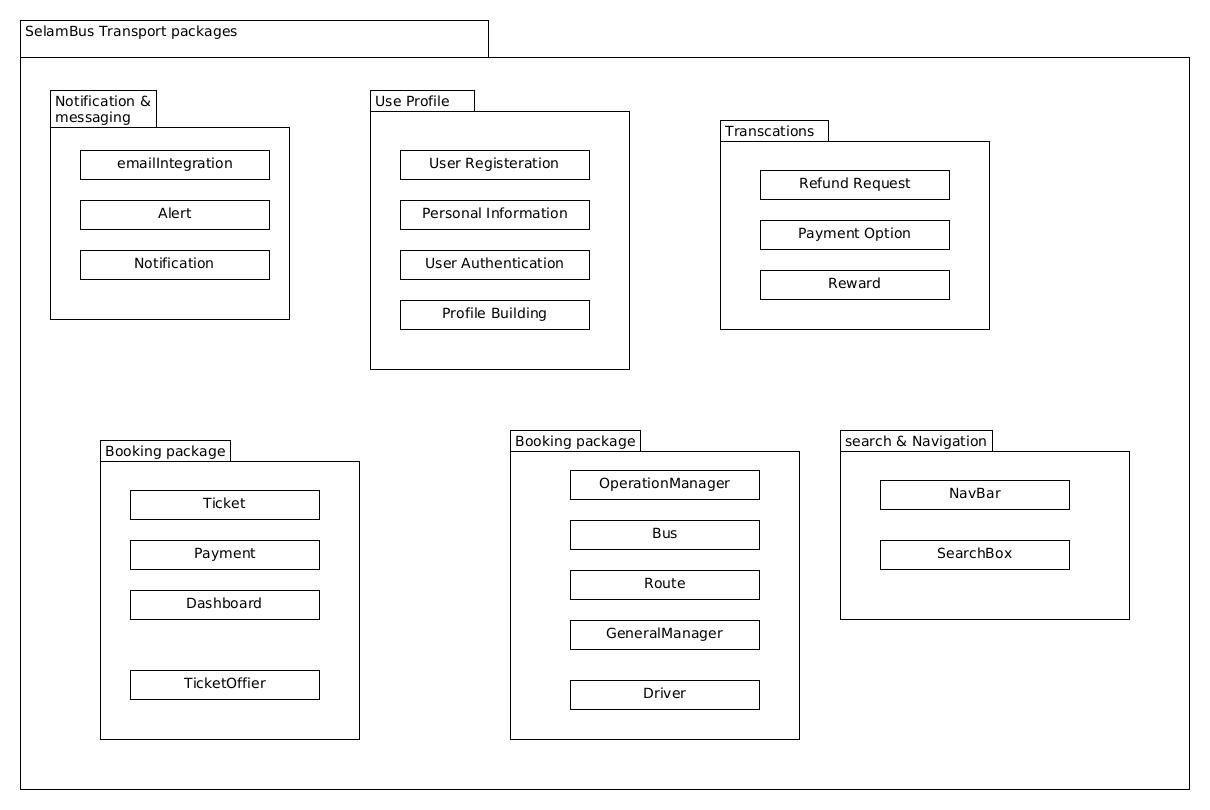 SelamBus Transport packages
Notification &
messaging
emailIntegration
Alert
Notification
Use Profile
User Registeration
Personal Information
User Authentication
Profile Building
Transcations
Refund Request
Payment Option
Reward
Booking package
Ticket
Payment
Dashboard
TicketOffier
Booking package
OperationManager
Bus
Route
GeneralManager
Driver
search & Navigation
NavBar
SearchBox